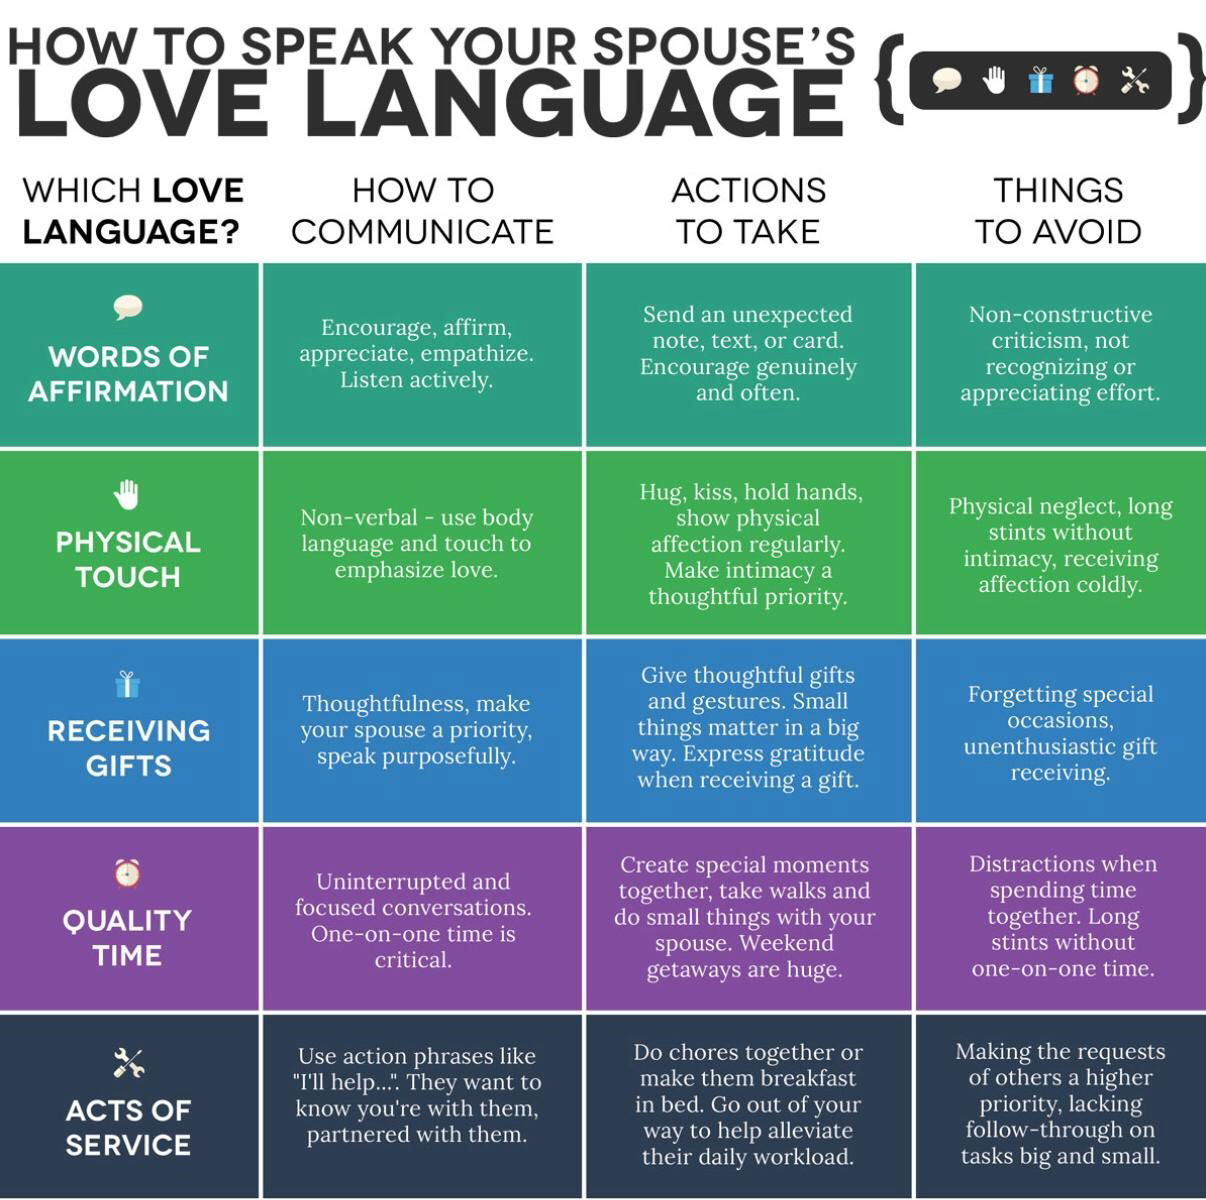 HOW TO SPEAK YOUR SPOUSE'S
LOVE LANGUAGE
WHICH LOVE
LANGUAGE?
HOW TO
COMMUNICATE
ACTIONS
TO TAKE
THINGS
TO AVOID
WORDS OF
AFFIRMATION
Encourage, affirm,
appreciate, empathize.
Listen actively.
Send an unexpected
note, text, or card.
Encourage genuinely
and often.
Non-constructive
criticism, not
recognizing or
appreciating effort.
PHYSICAL
TOUCH
Non-verbal - use body
language and touch to
emphasize love.
Hug, kiss, hold hands,
show physical
affection regularly.
Make intimacy a
thoughtful priority.
Physical neglect, long
stints without
intimacy, receiving
affection coldly.
RECEIVING
GIFTS
Thoughtfulness, make
your spouse a priority,
speak purposefully.
Give thoughtful gifts
and gestures. Small
things matter in a big
way. Express gratitude
when receiving a gift.
Forgetting special
occasions,
unenthusiastic gift
receiving.
QUALITY
TIME
Uninterrupted and
focused conversations.
One-on-one time is
critical.
Create special moments
together, take walks and
do small things with your
spouse. Weekend
getaways are huge.
Distractions when
spending time
together. Long
stints without
one-on-one time.
ACTS OF
SERVICE
Use action phrases like
"I'll help...". They want to
know you're with them,
partnered with them.
Do chores together or
make them breakfast
in bed. Go out of your
way to help alleviate
their daily workload.
Making the requests
of others a higher
priority, lacking
follow-through on
tasks big and small.